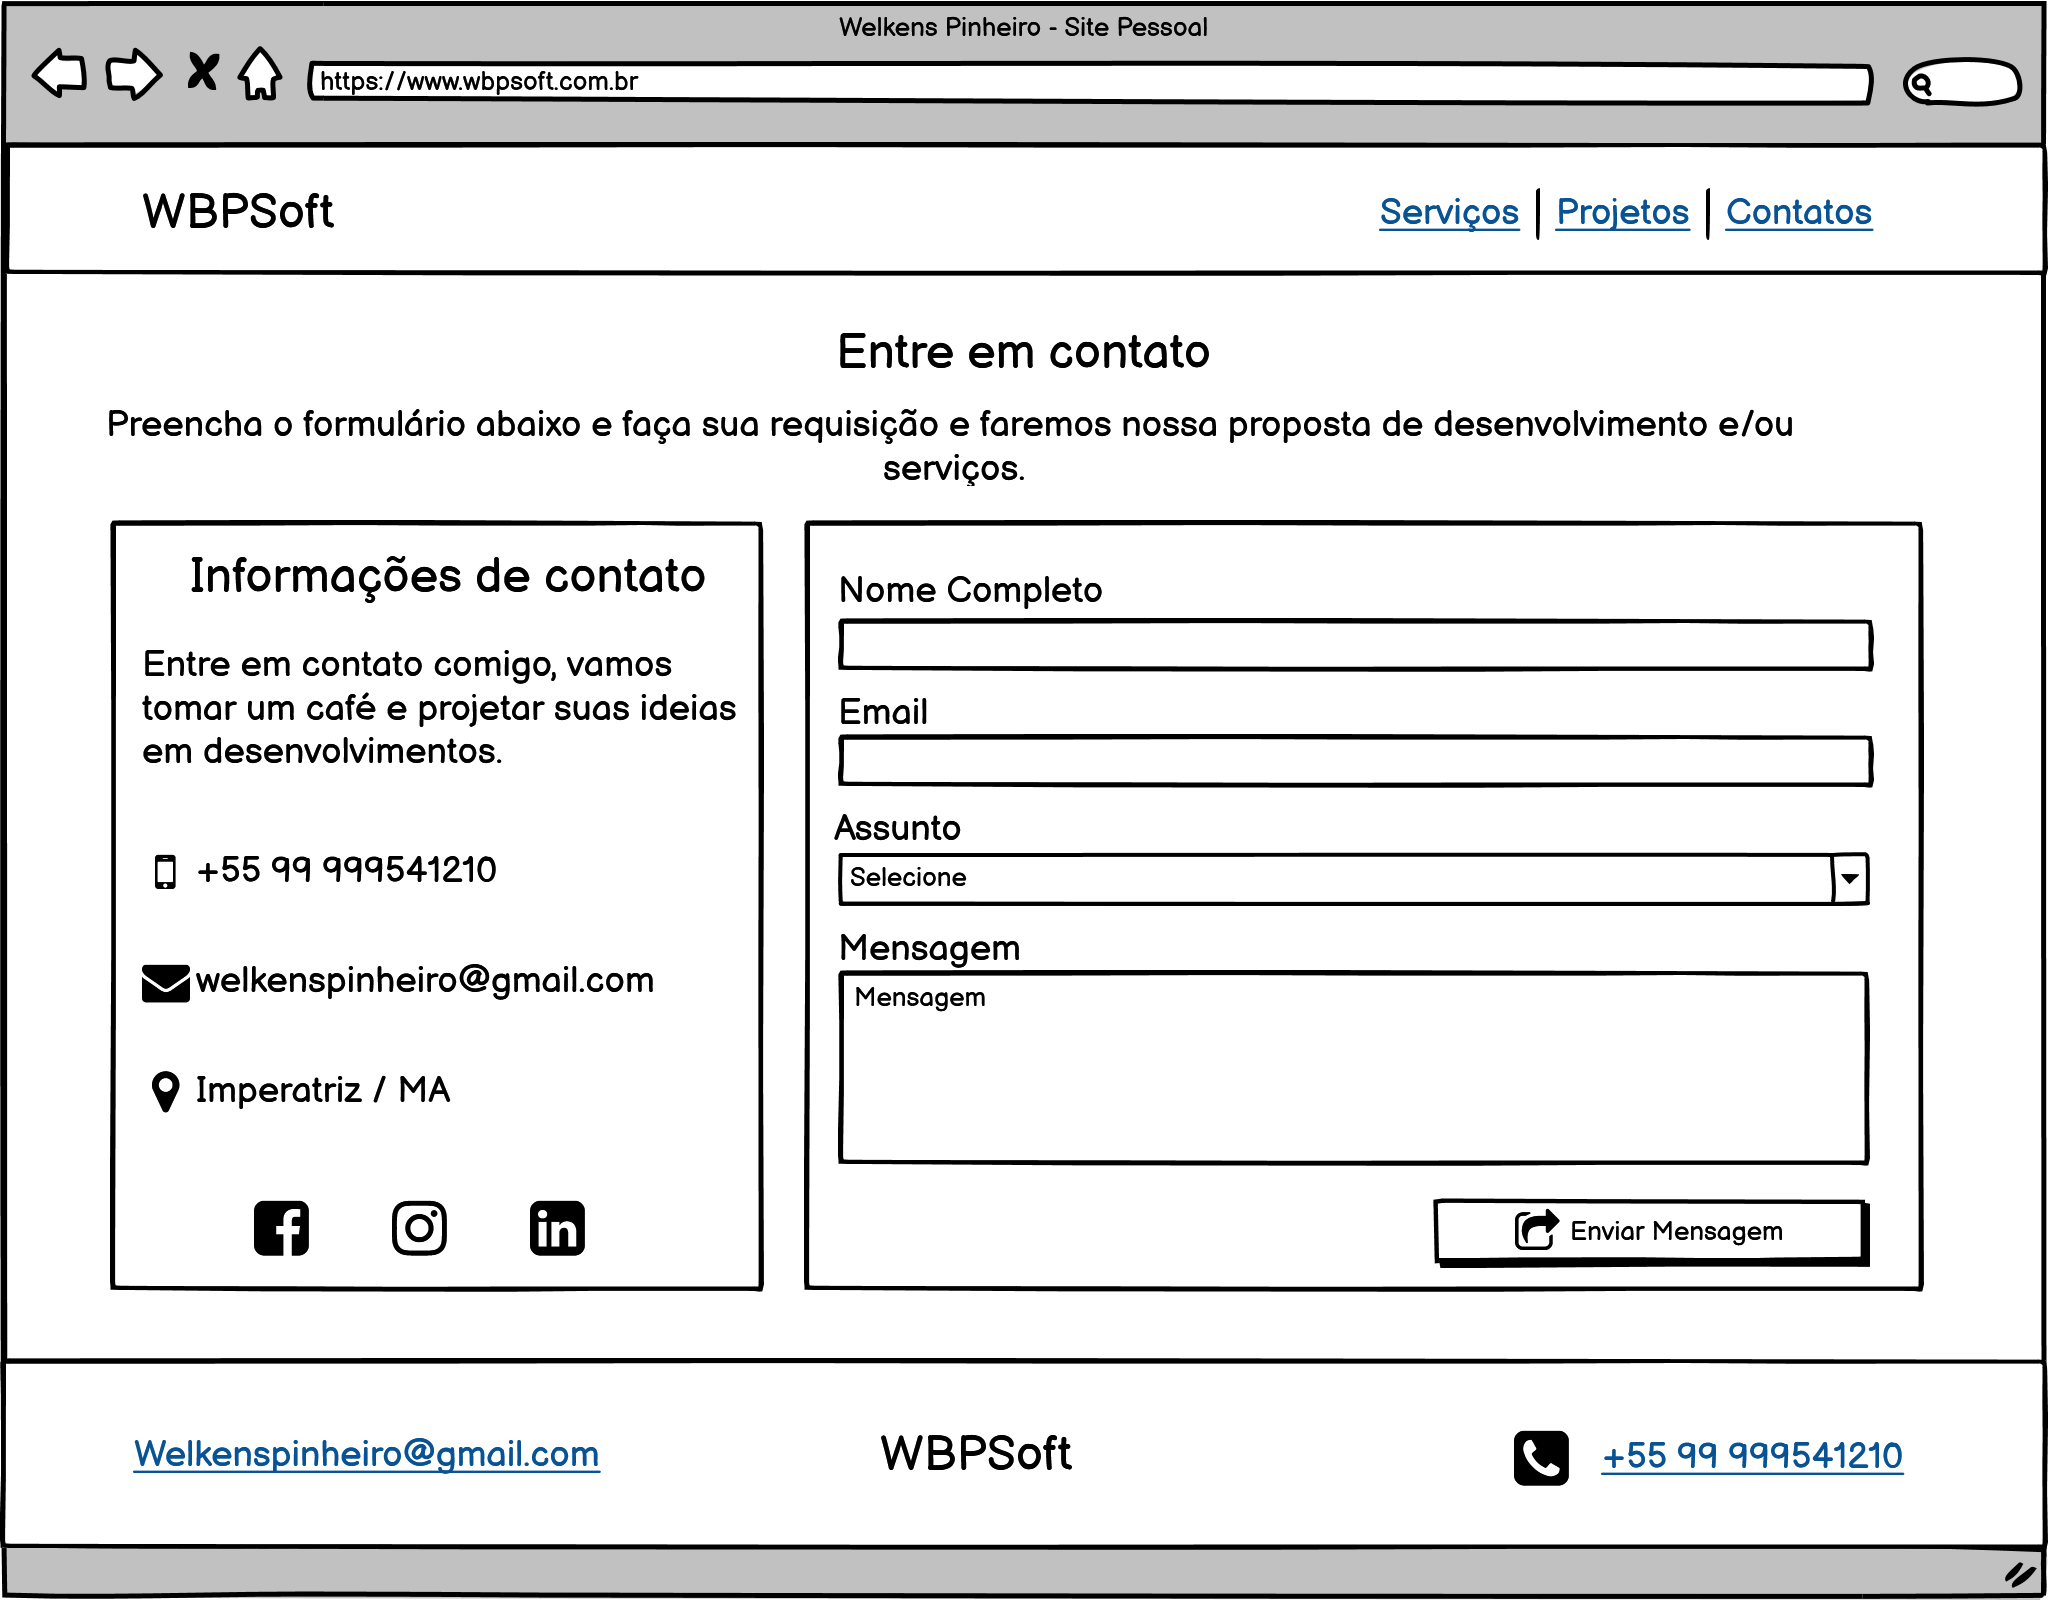 Welkens Pinheiro - Site Pessoal
https://www.wbpsoft.com.br
WBPSoft
Serviços | Projetos | Contatos
Entre em contato
Preencha o formulário abaixo e faça sua requisição e faremos nossa proposta de desenvolvimento e/ou
serviços.
Informações de contato
Entre em contato comigo, vamos
tomar um café e projetar suas ideias
em desenvolvimentos.
+55 99 999541210
welkenspinheiro@gmail.com
Imperatriz / MA
Nome Completo
Email
Assunto
Selecione
Mensagem
Mensagem
Enviar Mensagem
Welkenspinheiro@gmail.com
WBPSoft
+55 99 999541210